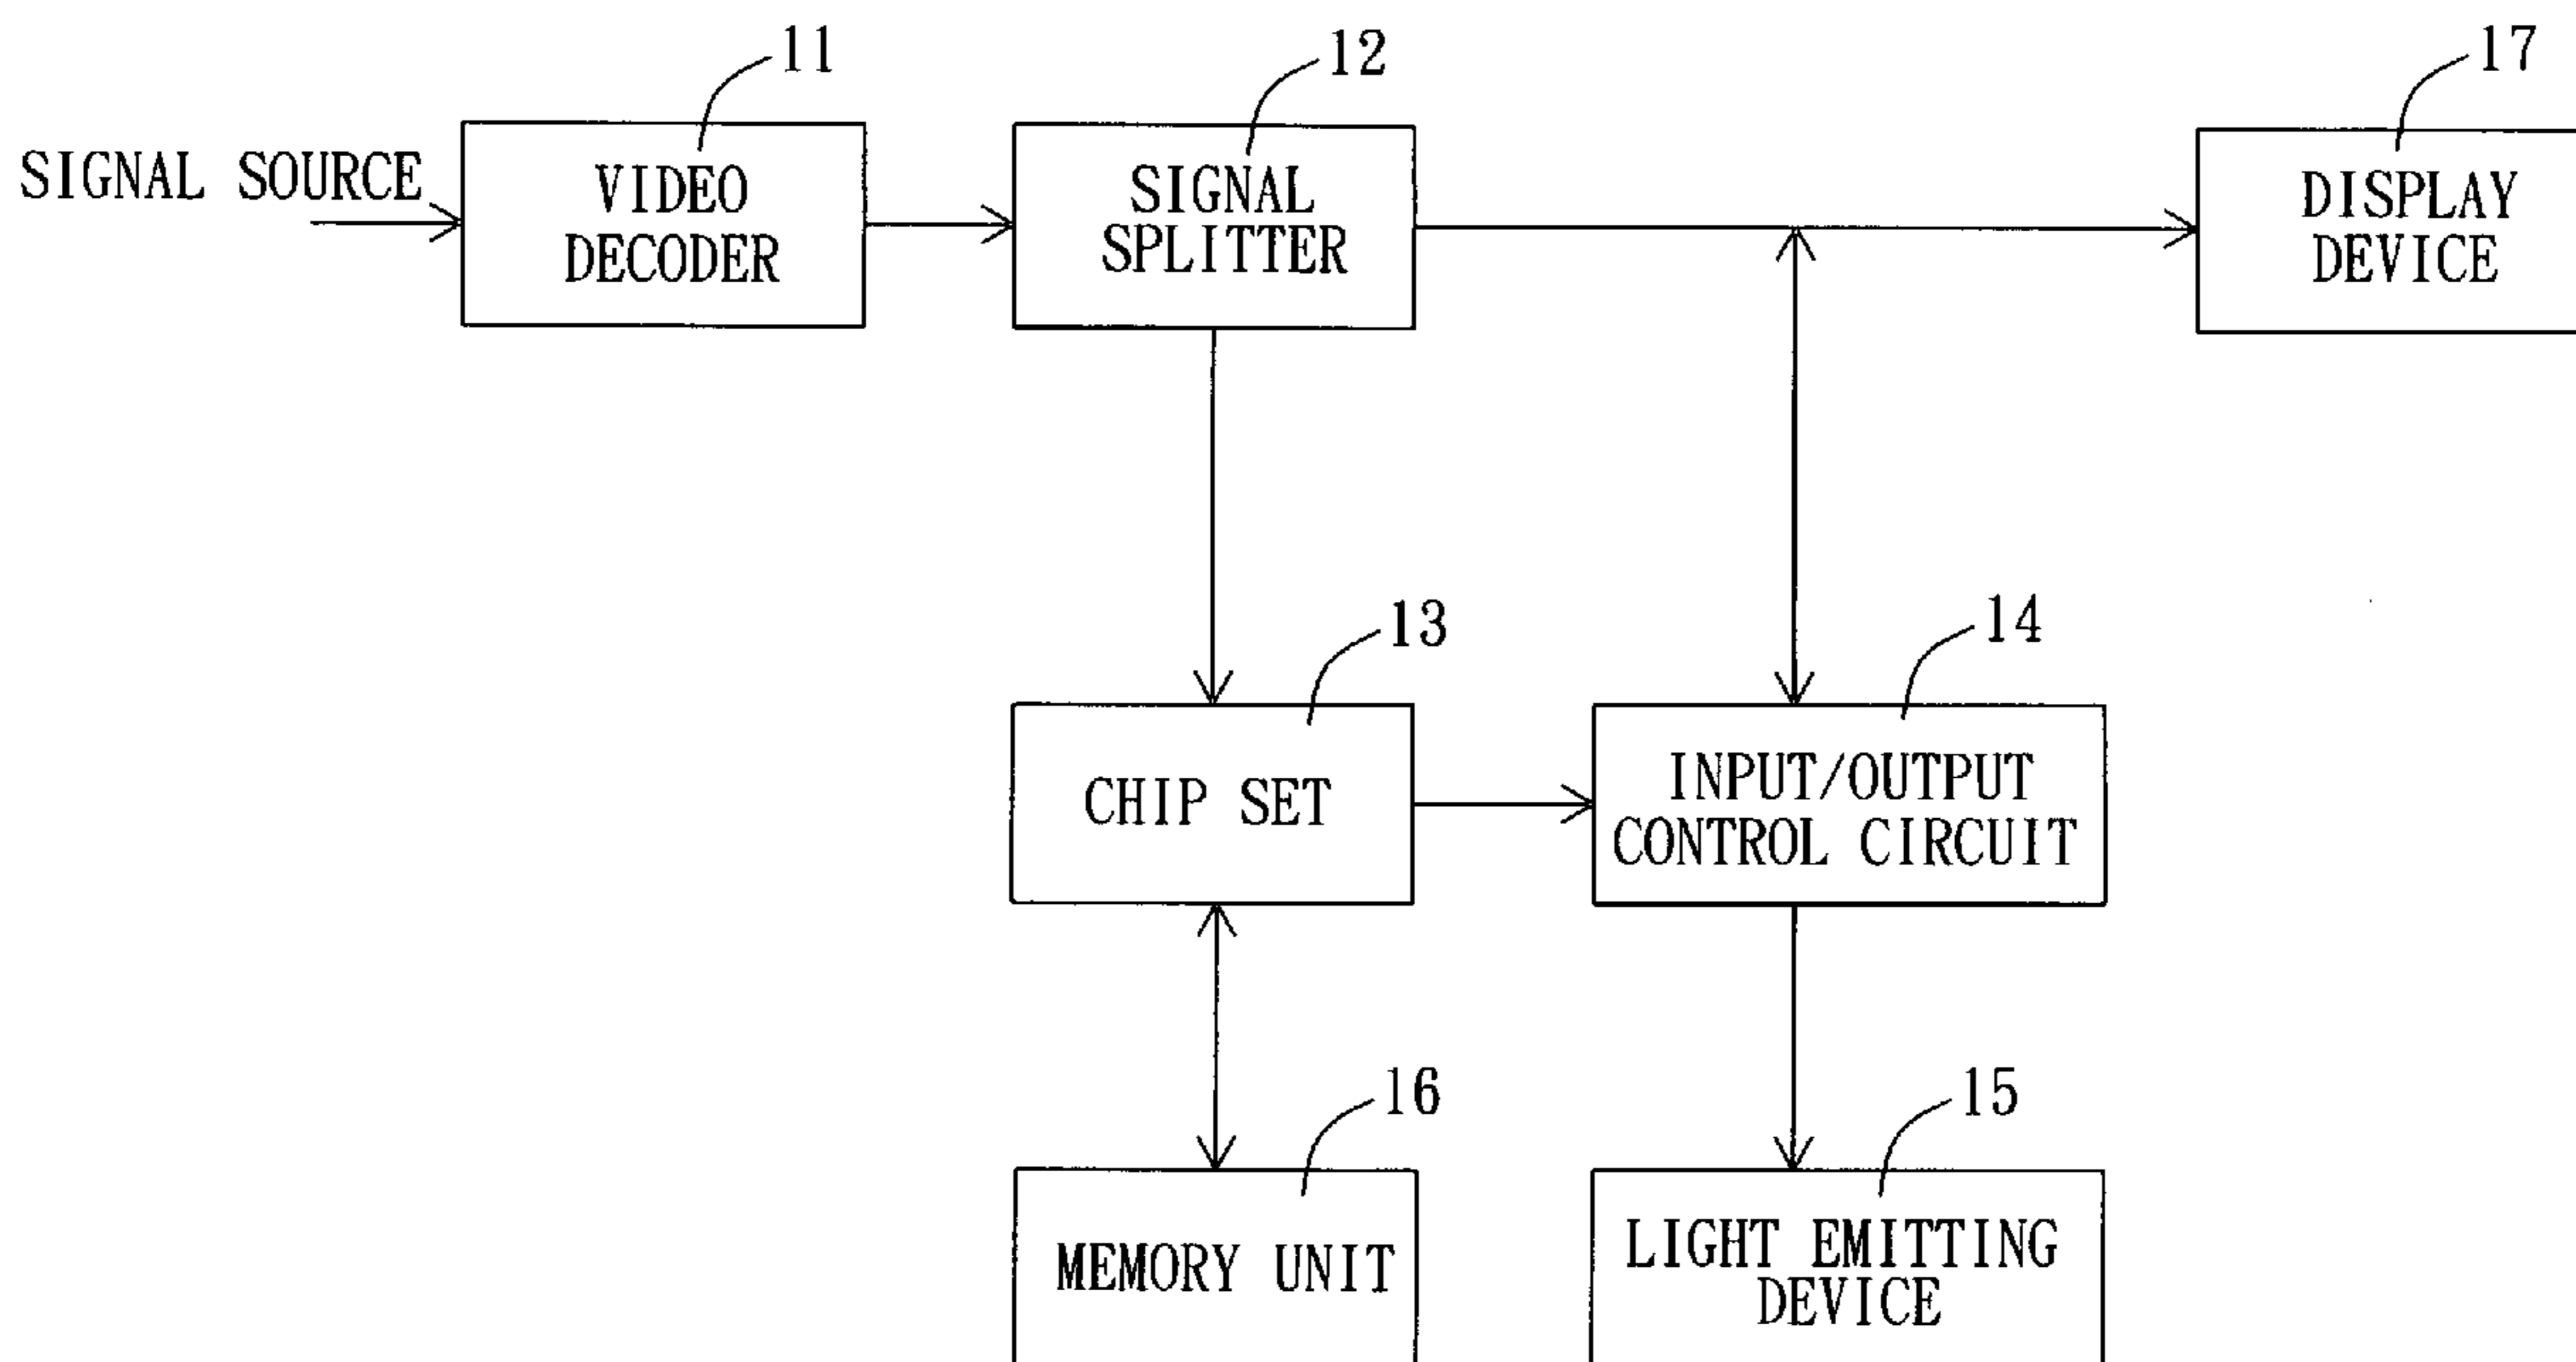 11
12
17
SIGNAL SOURCE
VIDEO
DECODER
SIGNAL
SPLITTER
DISPLAY
DEVICE
13
14
CHIP SET
INPUT/OUTPUT
CONTROL CIRCUIT
16
15
MEMORY UNIT
LIGHT EMITTING
DEVICE